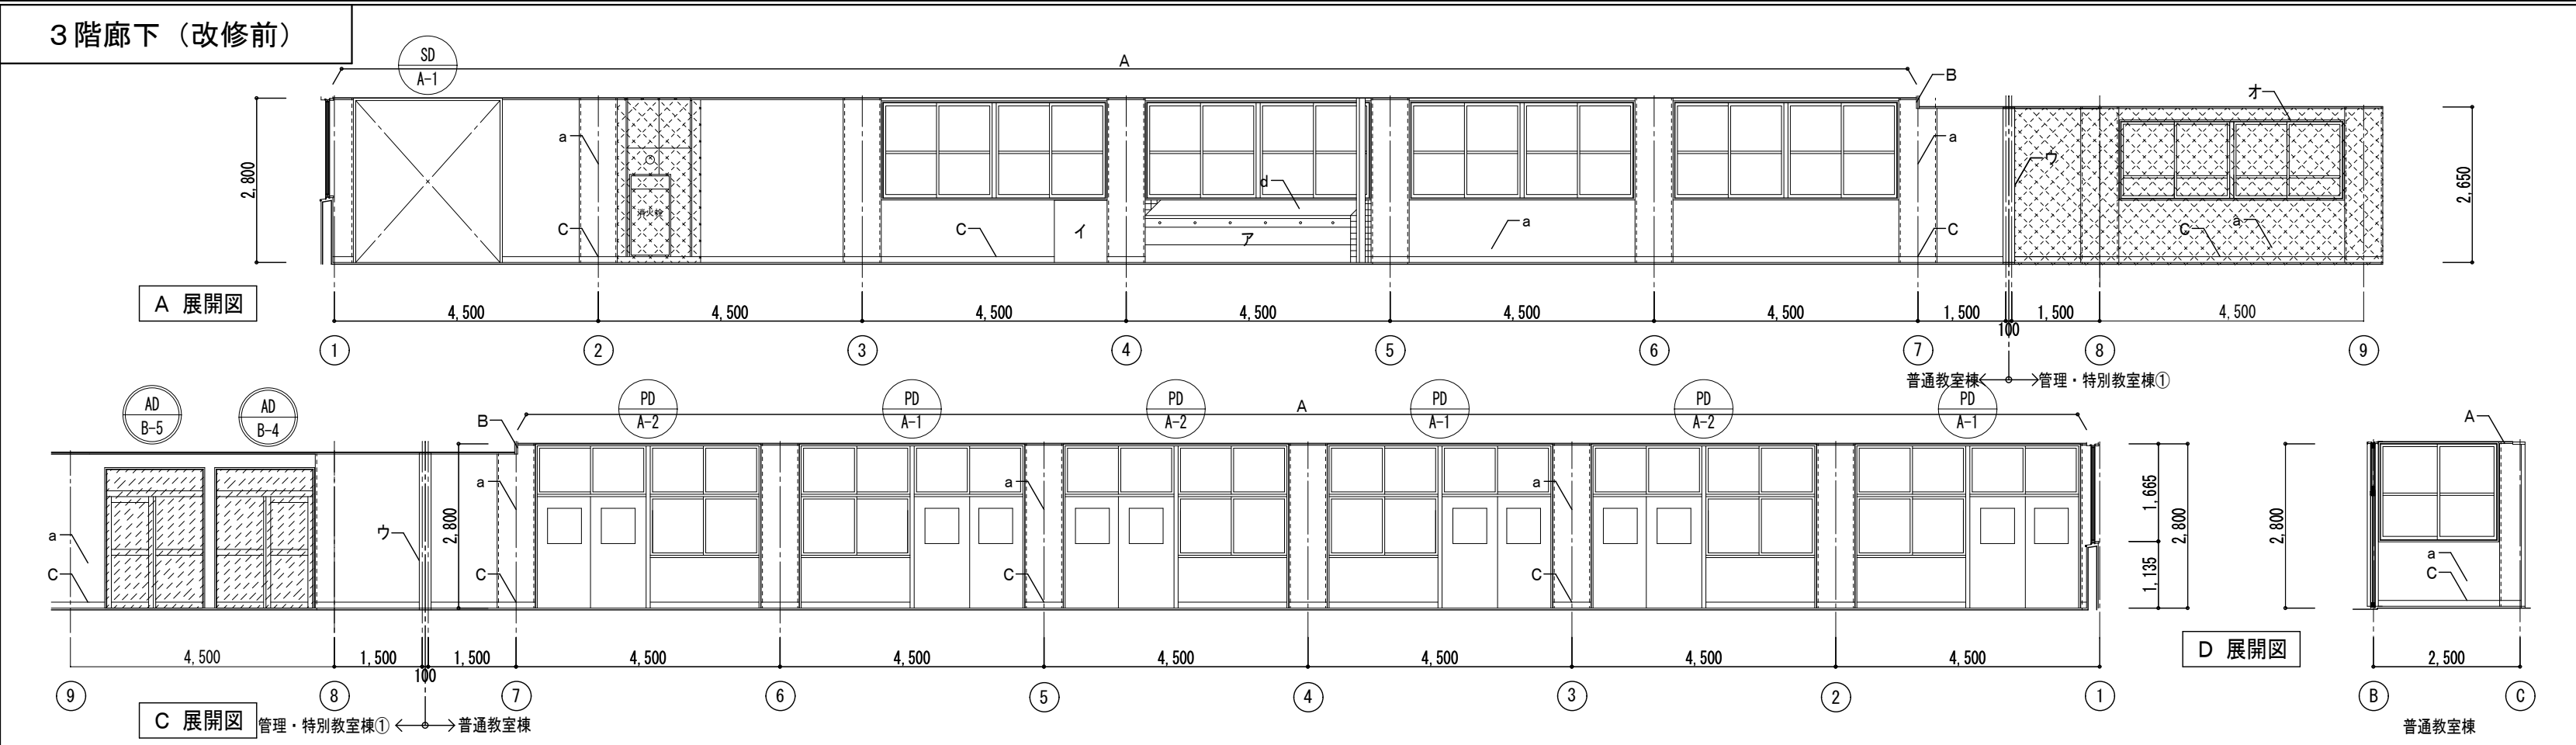 3階廊下（改修前）
SD
A-1
A
B
オ
2,800
a
C
消火栓
C
イ
d
ア
a
a
C
ウ
C
a
2,650
A 展開図
4,500
4,500
4,500
4,500
4,500
4,500
1,500
100
1,500
4,500
1
2
3
4
5
6
7
8
9
普通教室棟
管理・特別教室棟①
AD
B-5
AD
B-4
B
PD
A-2
PD
A-1
PD
A-2
A
PD
A-1
PD
A-2
PD
A-1
A
a
C
ウ
2,800
a
C
a
C
a
C
1,665
1,135
2,800
2,800
a
C
4,500
1,500
100
1,500
4,500
4,500
4,500
4,500
4,500
4,500
D 展開図
2,500
9
8
7
6
5
4
3
2
1
B
C
C 展開図
管理・特別教室棟①
普通教室棟
普通教室棟